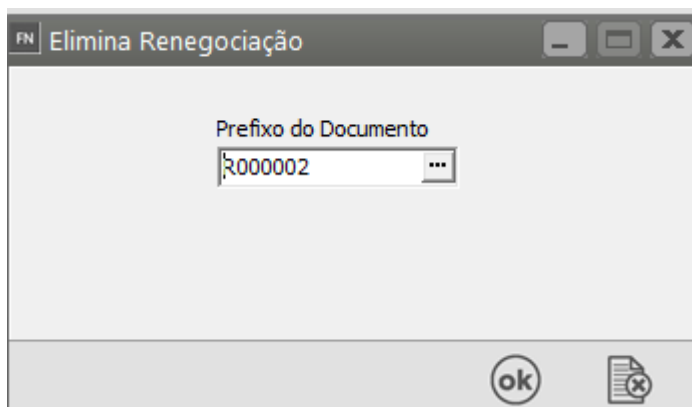 FN Elimina Renegociação
Prefixo do Documento
R000002
ok